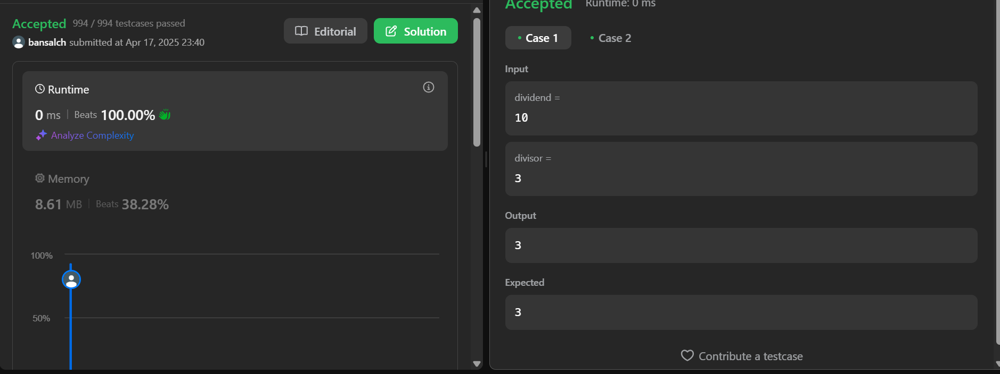 Accepted 994 / 994 testcases passed
bansalch submitted at Apr 17, 2025 23:40
Editorial
Solution
Runtime
0 ms | Beats 100.00%
Analyze Complexity
Memory
8.61 MB | Beats 38.28%
100%
50%
Accepted Runtime: 0 ms
Case 1
Case 2
Input
dividend =
10
divisor =
3
Output
3
Expected
3
Contribute a testcase